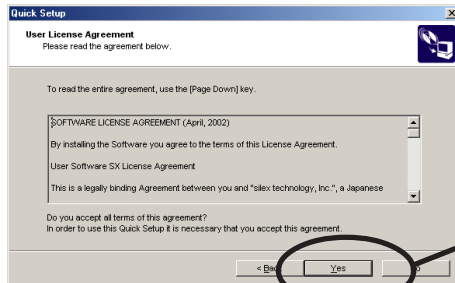 Quick Setup
User License Agreement
Please read the agreement below.
To read the entire agreement, use the [Page Down] key.
SOFTWARE LICENSE AGREEMENT (April, 2002)
By installing the Software you agree to the terms of this License Agreement.
User Software SX License Agreement
This is a legally binding Agreement between you and "silex technology, Inc.", a Japanese
Do you accept all terms of this agreement?
In order to use this Quick Setup it is necessary that you accept this agreement.
< Yes